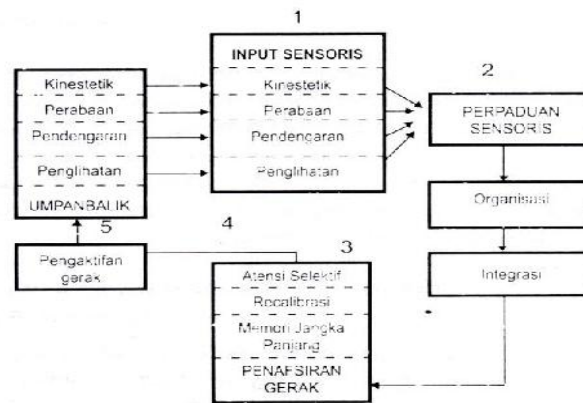 1
INPUT SENSORIS
Kinestetik
Perabaan
Pendengaran
Penglihatan
2
PERPADUAN
SENSORIS
Organisasi
Integrasi
3
Atensi Selektif
Recalibrasi
Memori Jangka
Panjang
PENAFSIRAN
GERAK
4
Pengaktifan
gerak
5
Kinestetik
Perabaan
Pendengaran
Penglihatan
UMPANBALIK